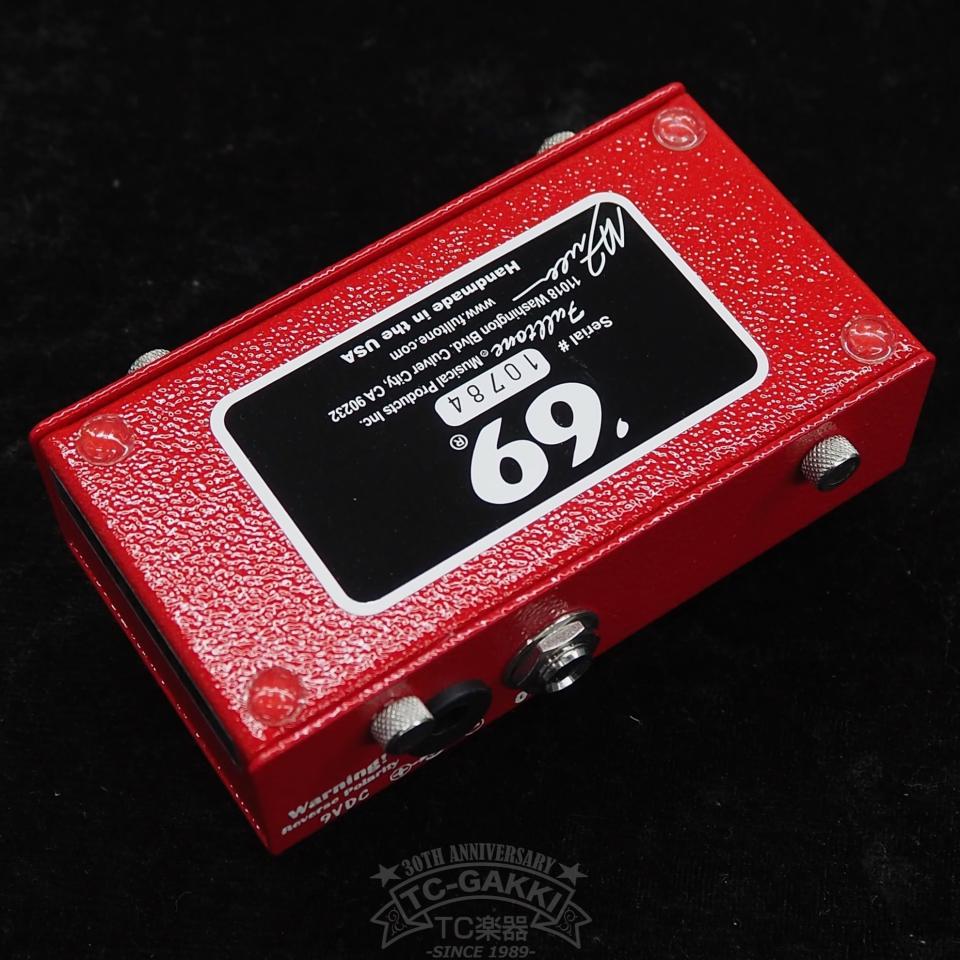 '69®
Serial # 10784
Fulltone® Musical Products Inc.
11018 Washington Blvd. Culver City, CA 90232
www.fulltone.com
Handmade in the USA
Warning!
Reverse Polarity
9VDC
30TH ANNIVERSARY
TC-GAKKI
TC楽器
-SINCE 1989-